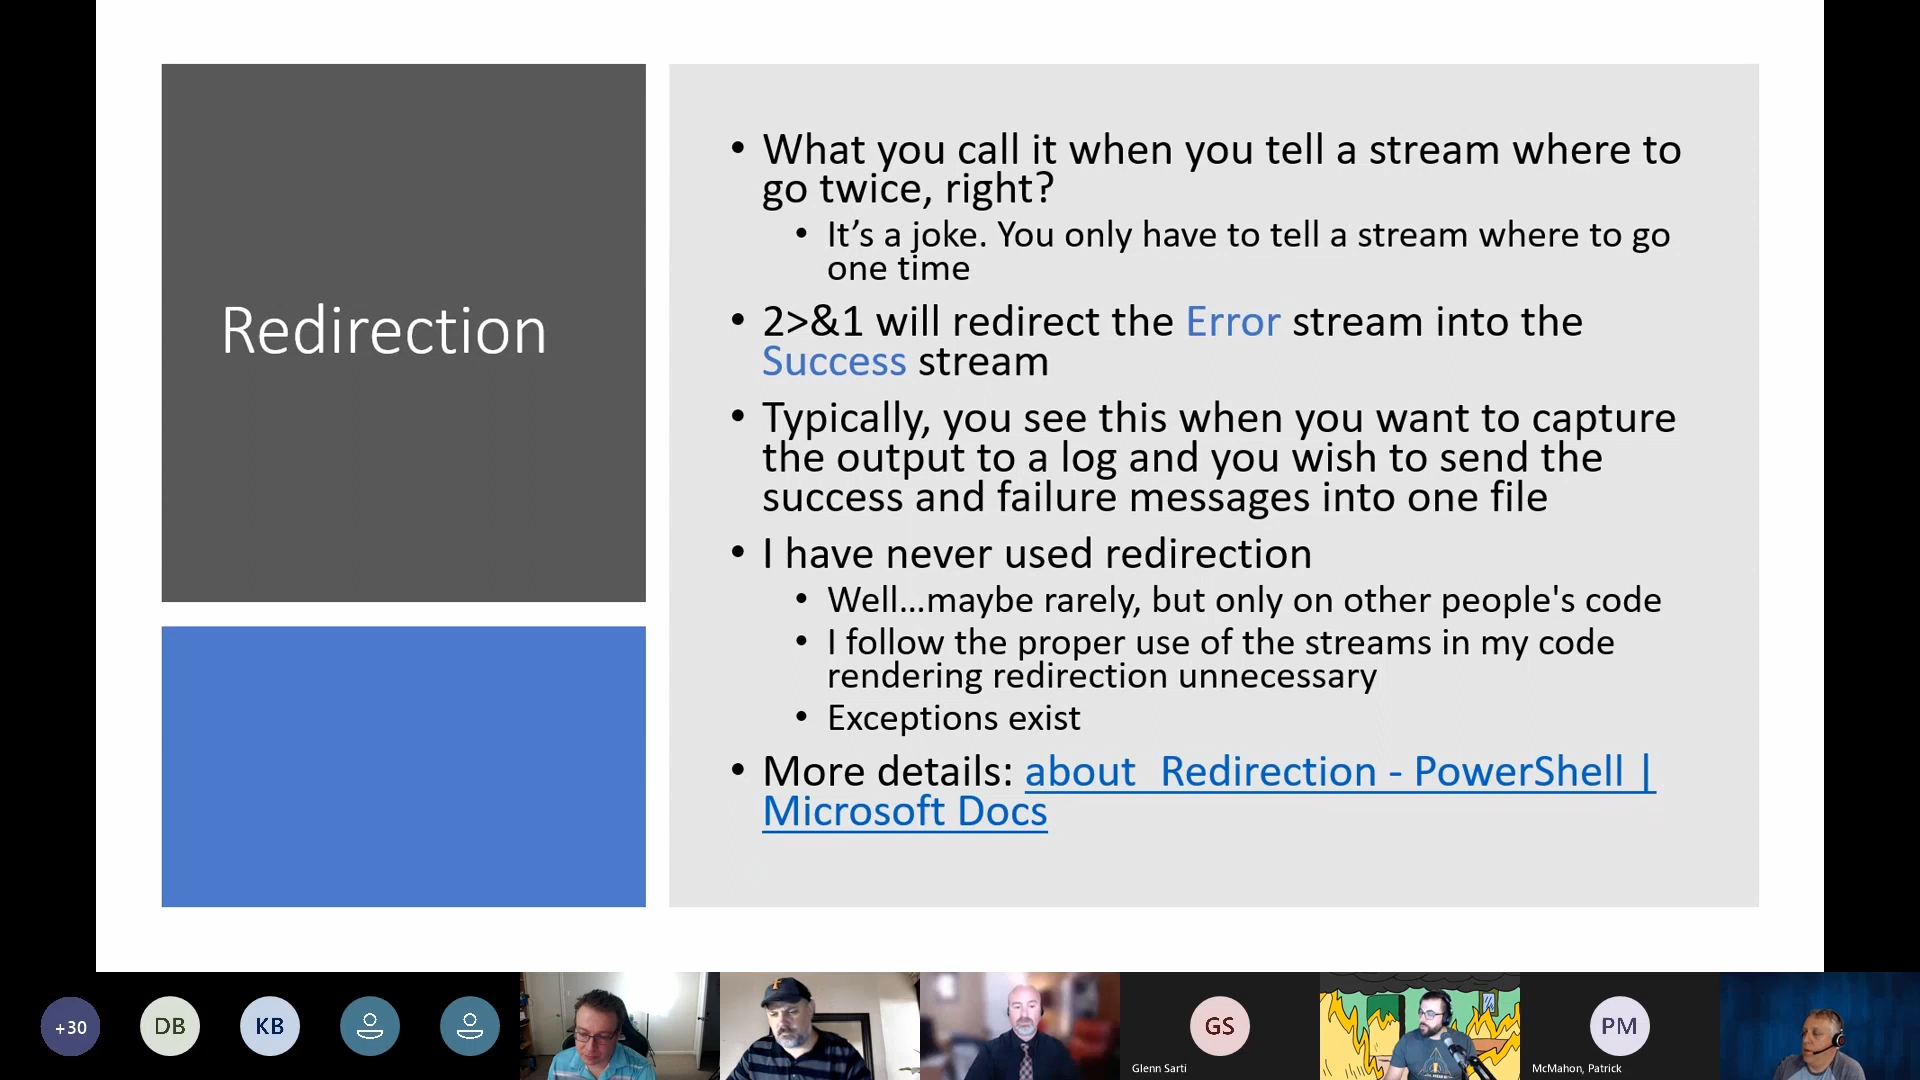 Redirection
• What you call it when you tell a stream where to
go twice, right?
• It’s a joke. You only have to tell a stream where to go
one time
• 2>&1 will redirect the Error stream into the
Success stream
• Typically, you see this when you want to capture
the output to a log and you wish to send the
success and failure messages into one file
• I have never used redirection
• Well…maybe rarely, but only on other people's code
• I follow the proper use of the streams in my code
rendering redirection unnecessary
• Exceptions exist
• More details: about_Redirection - PowerShell |
Microsoft Docs
+30
DB
KB
GS
Glenn Sarti
PM
McMahon, Patrick